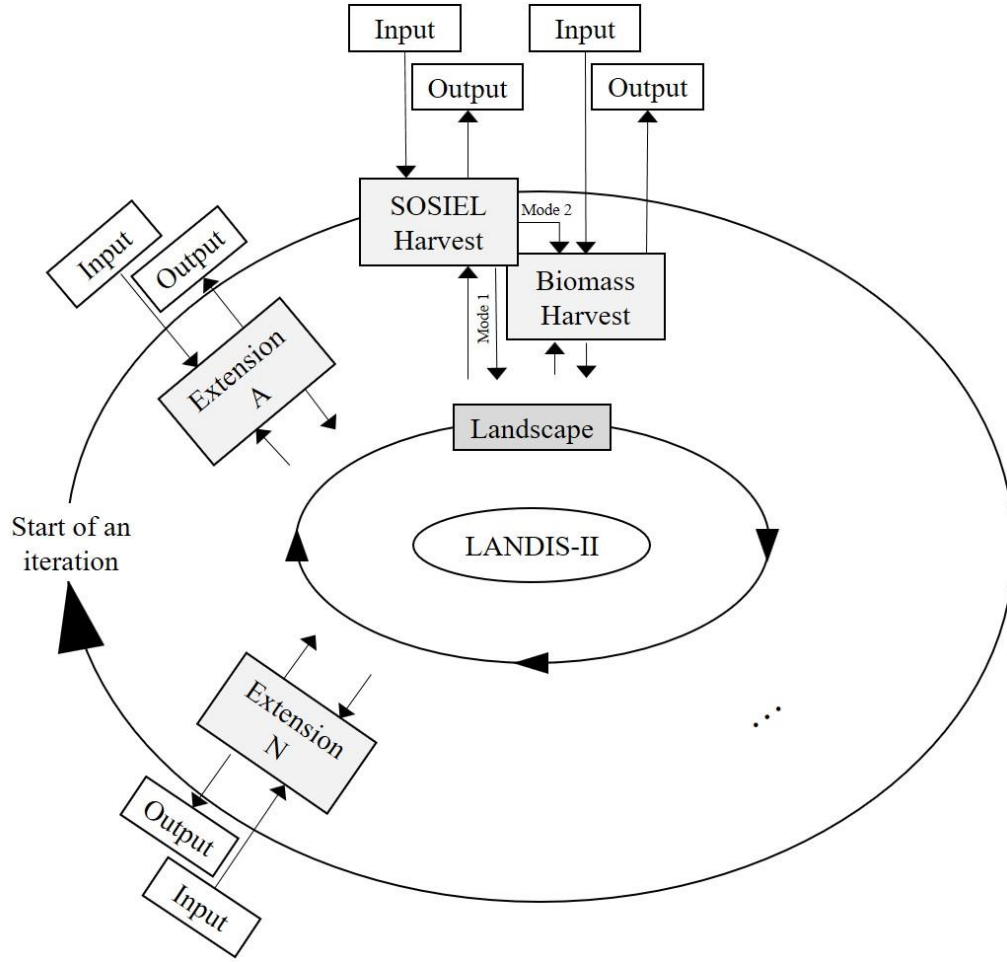 Input
Input
Output
Output
SOSIEL
Harvest
Mode 2
Biomass
Harvest
Mode 1
Input
Output
Extension
A
Landscape
Start of an
iteration
LANDIS-II
Extension
N
...
Output
Input